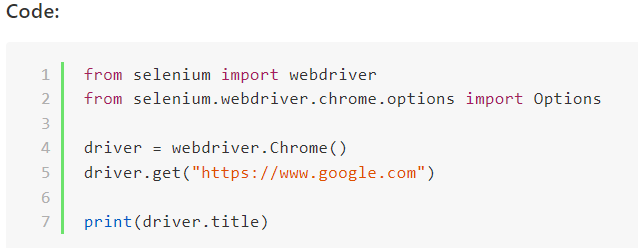 Code:
1 from selenium import webdriver
2 from selenium.webdriver.chrome.options import Options
3
4 driver = webdriver.Chrome()
5 driver.get("https://www.google.com")
6
7 print(driver.title)